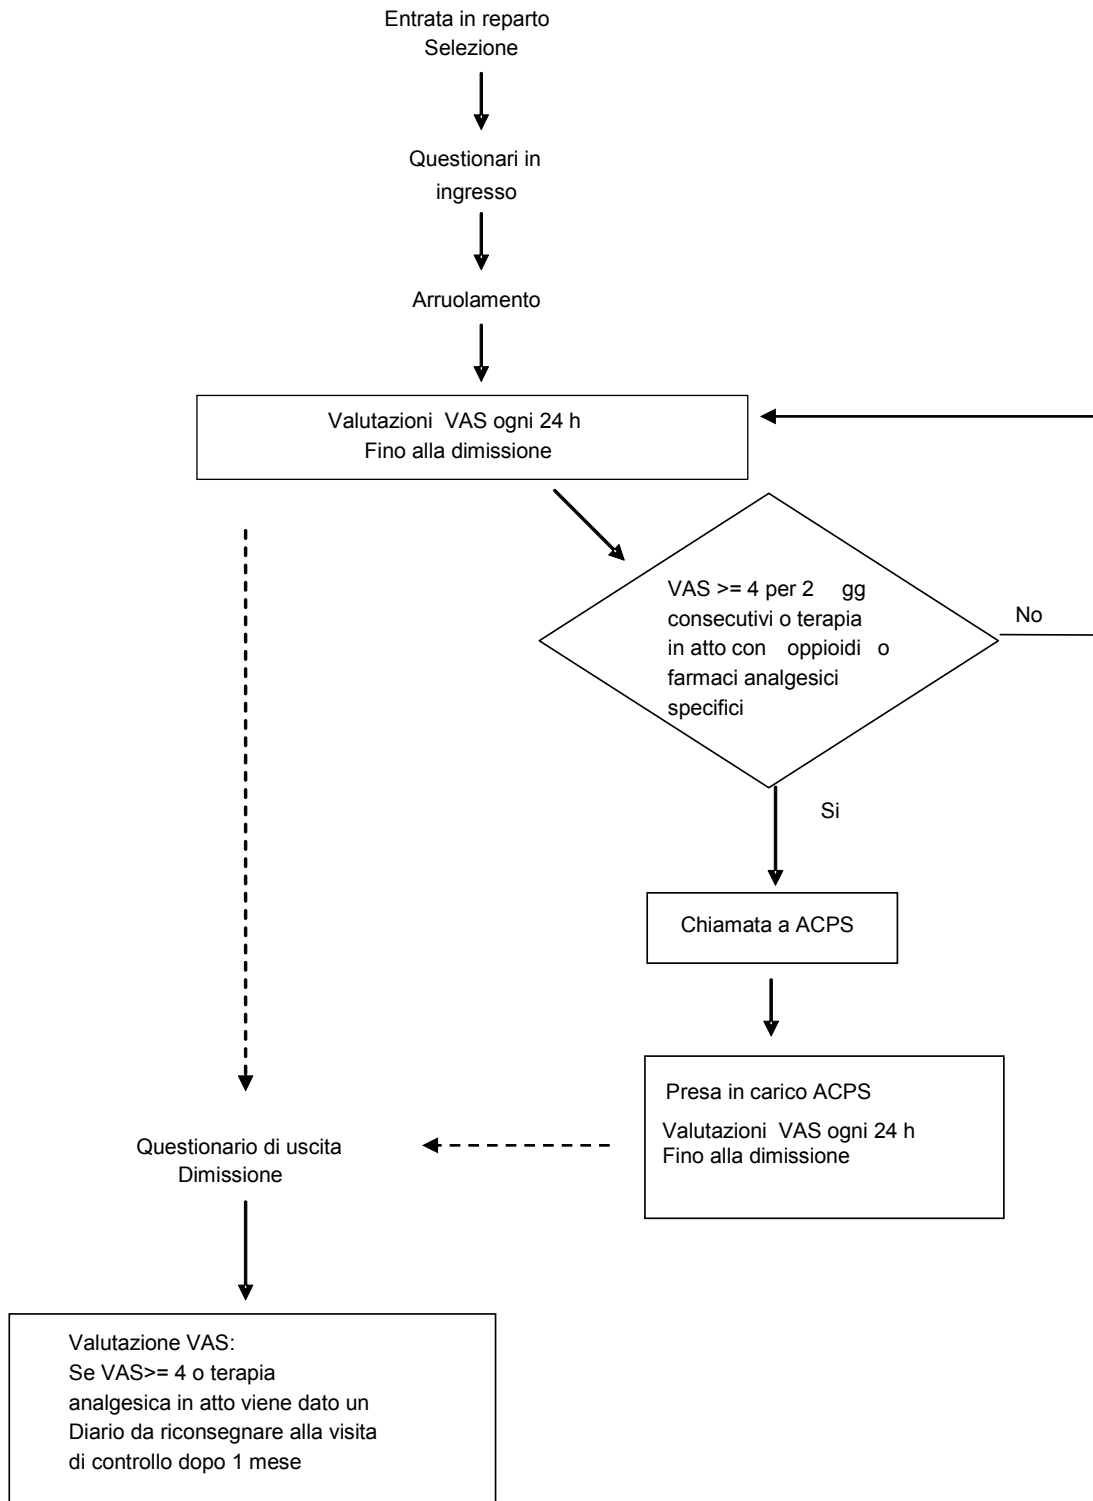 Entrata in reparto
Selezione
Questionari in
ingresso
Arruolamento
Valutazioni VAS ogni 24 h
Fino alla dimissione
VAS >= 4 per 2 gg
consecutivi o terapia
in atto con oppioidi o
farmaci analgesici
specifici
No
Si
Chiamata a ACPS
Presa in carico ACPS
Valutazioni VAS ogni 24 h
Fino alla dimissione
Questionario di uscita
Dimissione
Valutazione VAS:
Se VAS>= 4 o terapia
analgesica in atto viene dato un
Diario da riconsegnare alla visita
di controllo dopo 1 mese